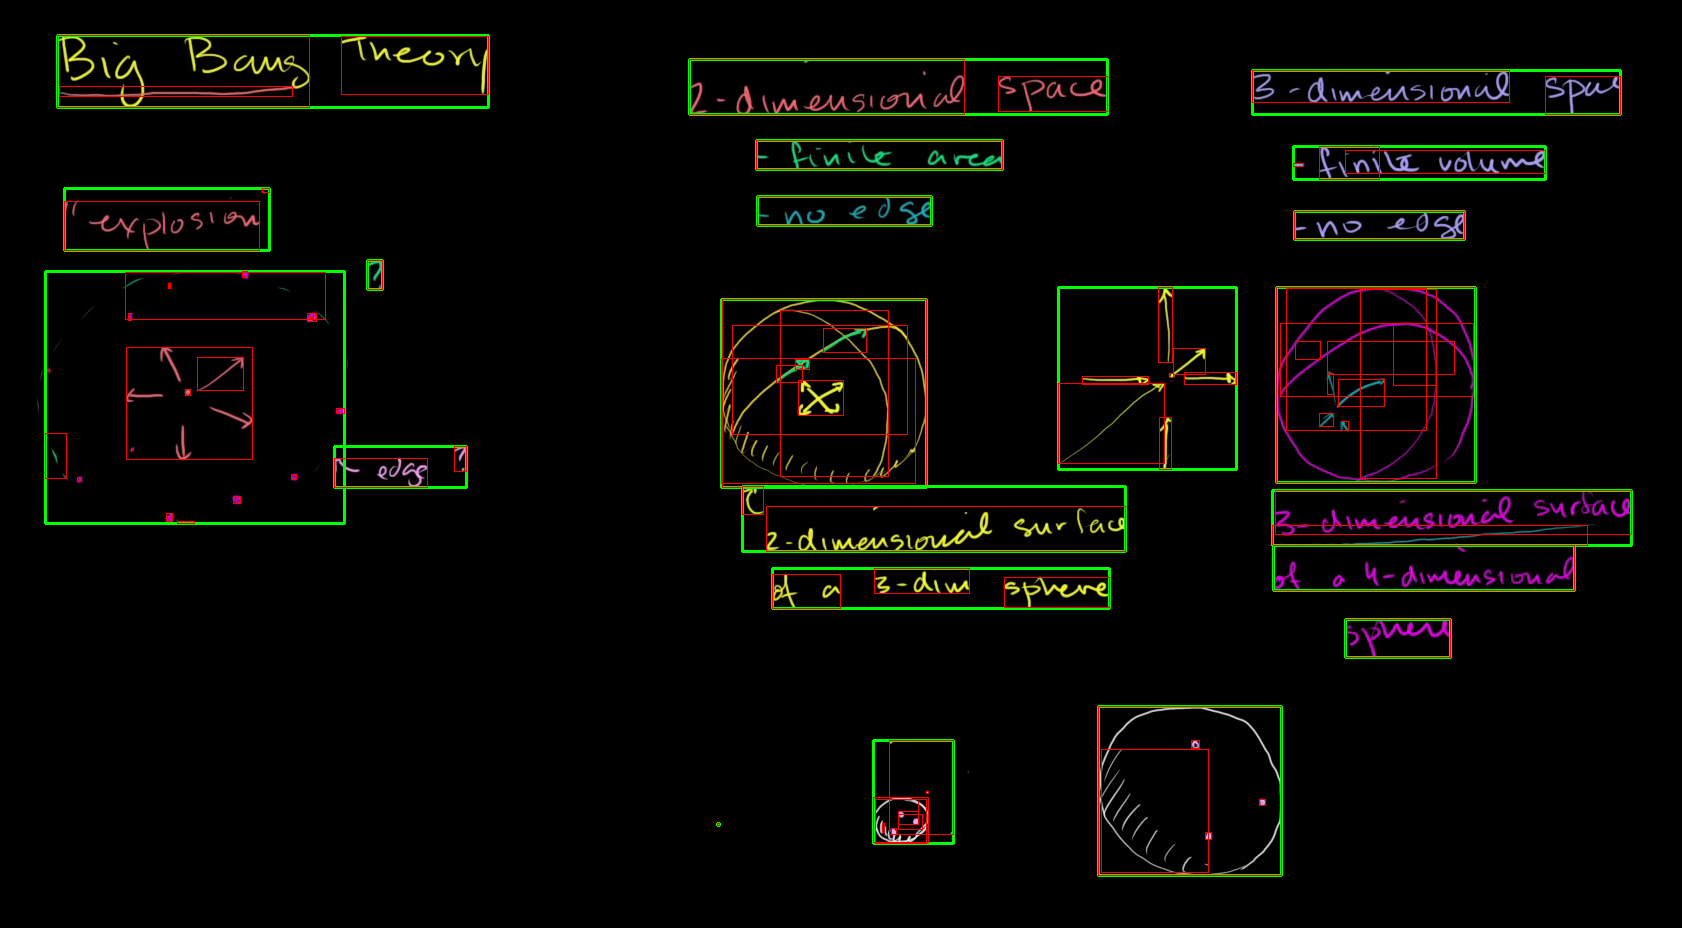 Big Bang Theory
"explosion
?
edge ?
2-dimensional space
- finite area
- no edge
2-dimensional surface
of a 3-dim sphere
3-dimensional spac
- finite volume
- no edge
3-dimensional surface
of a 4-dimensional
sphere